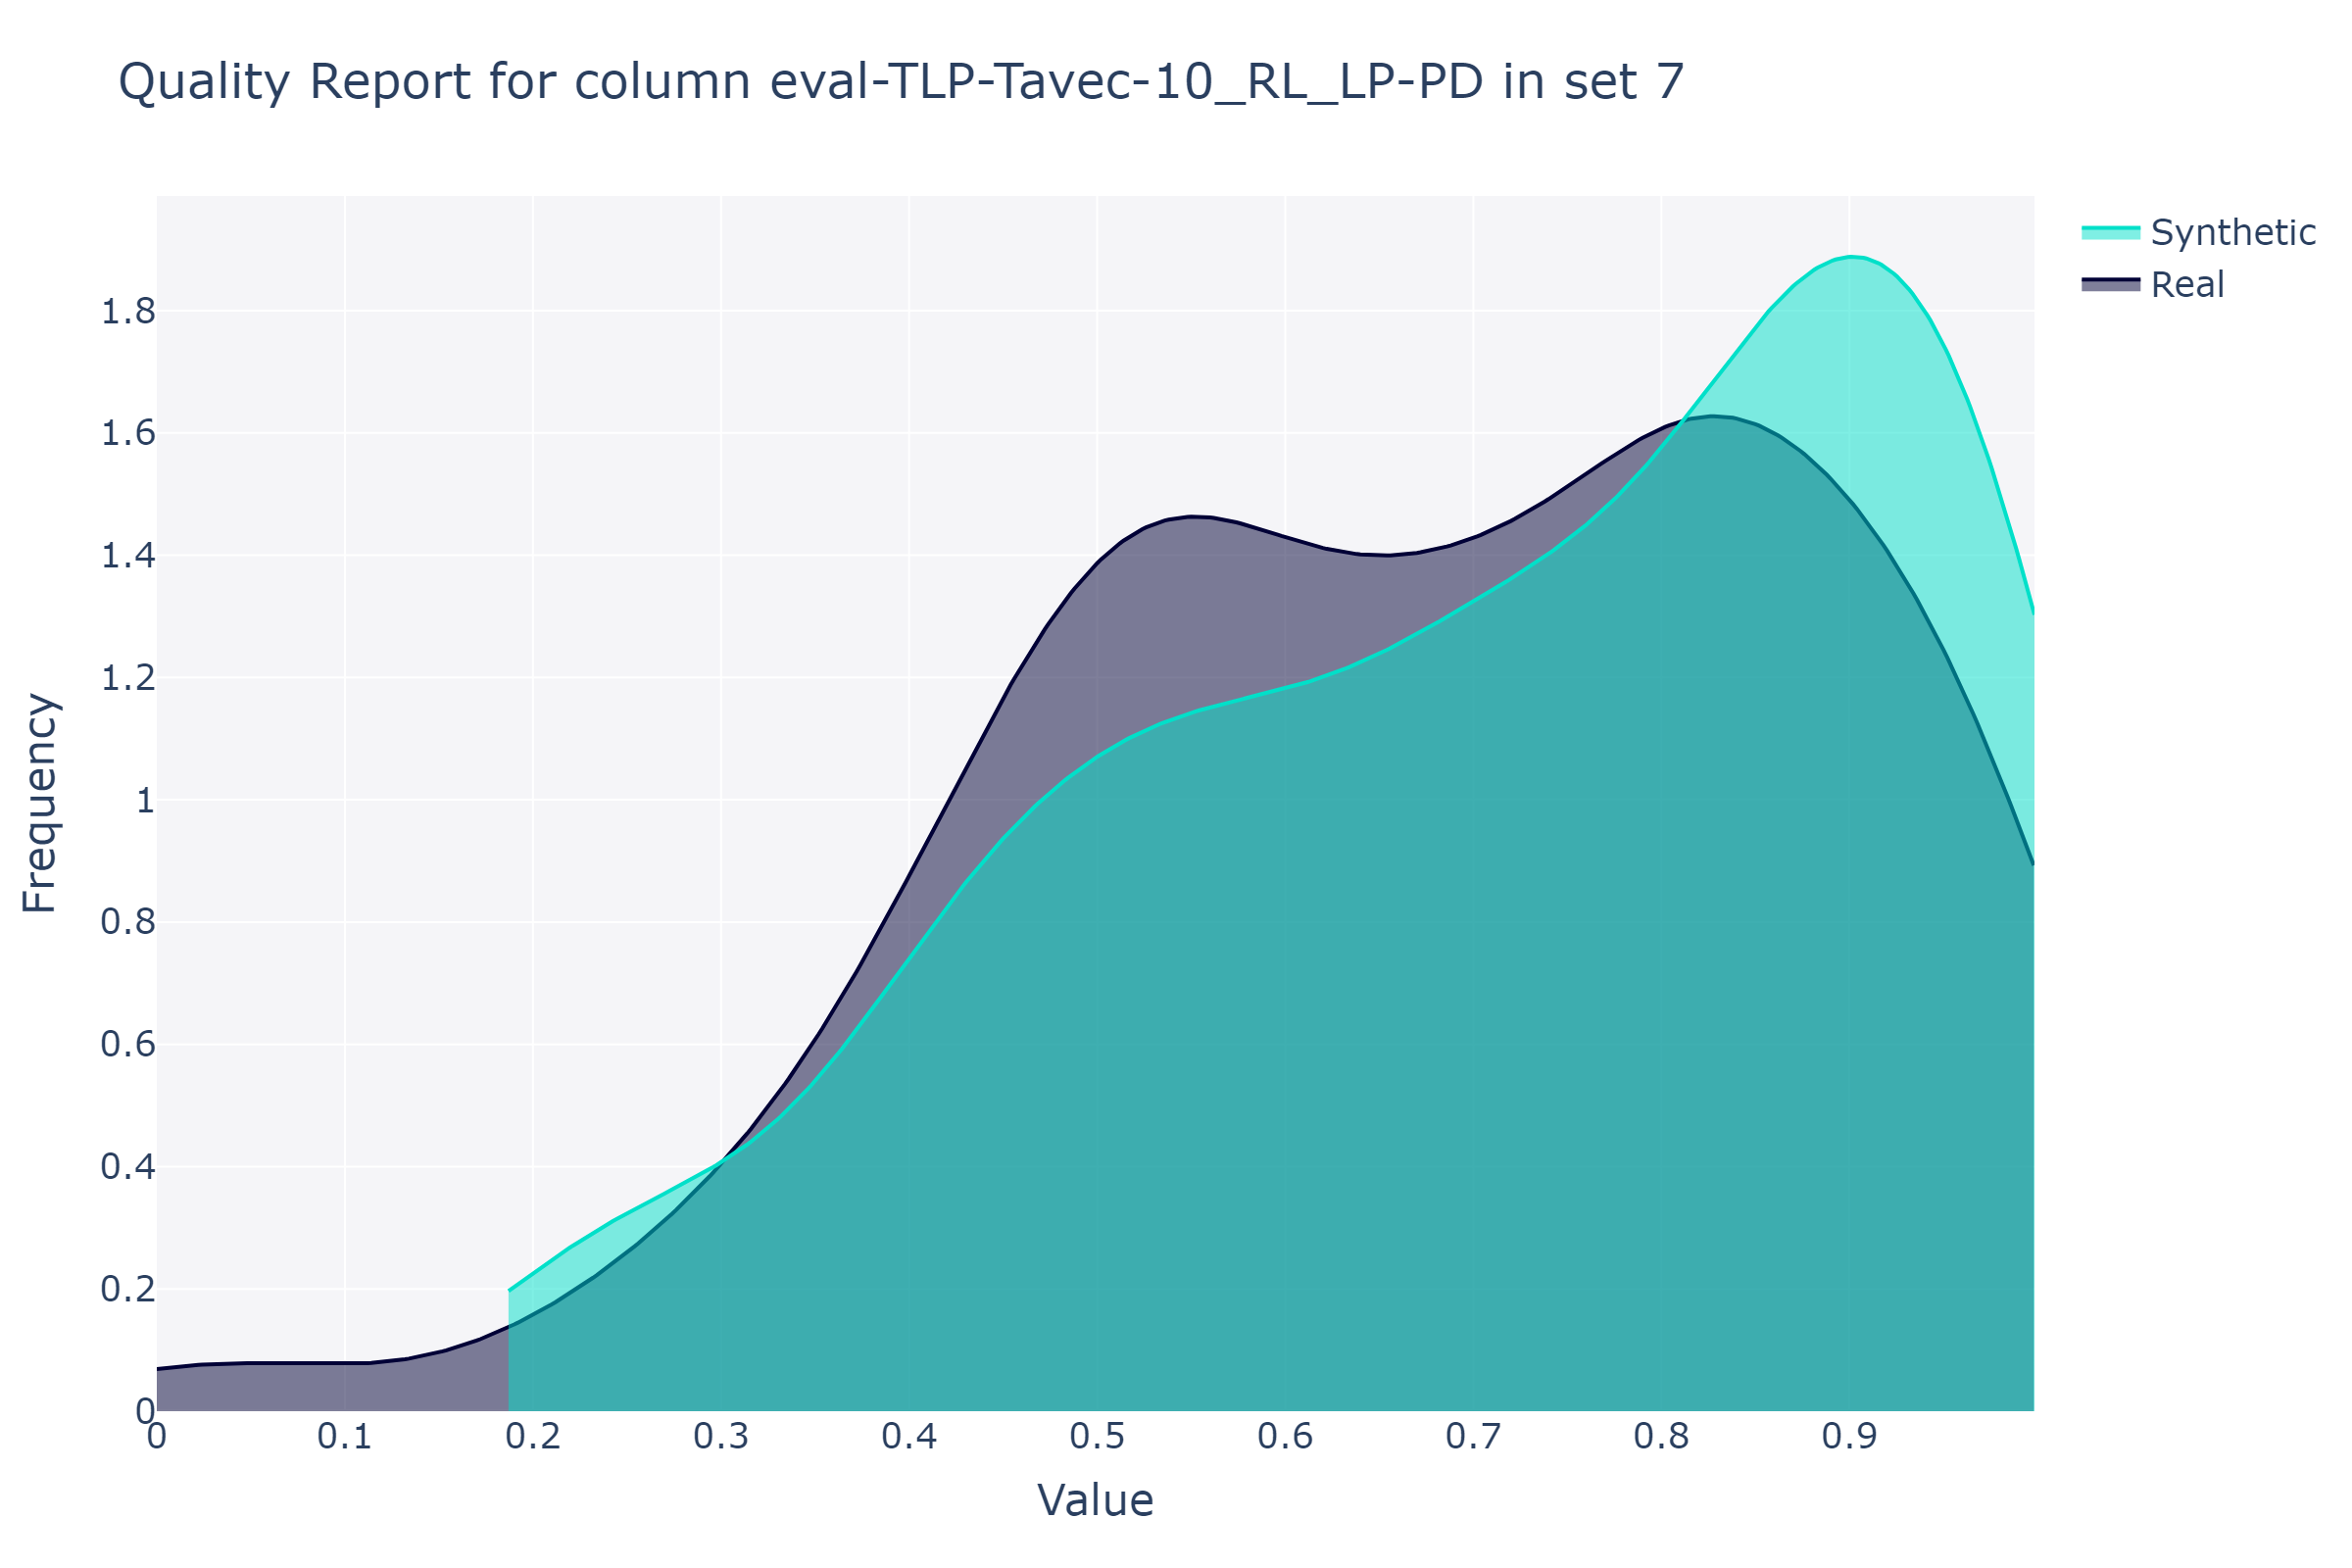 Quality Report for column eval-TLP-Tavec-10_RL_LP-PD in set 7
Synthetic
Real
1.8
1.6
1.4
1.2
1
0.8
0.6
0.4
0.2
0
Frequency
0 0.1 0.2 0.3 0.4 0.5 0.6 0.7 0.8 0.9
Value